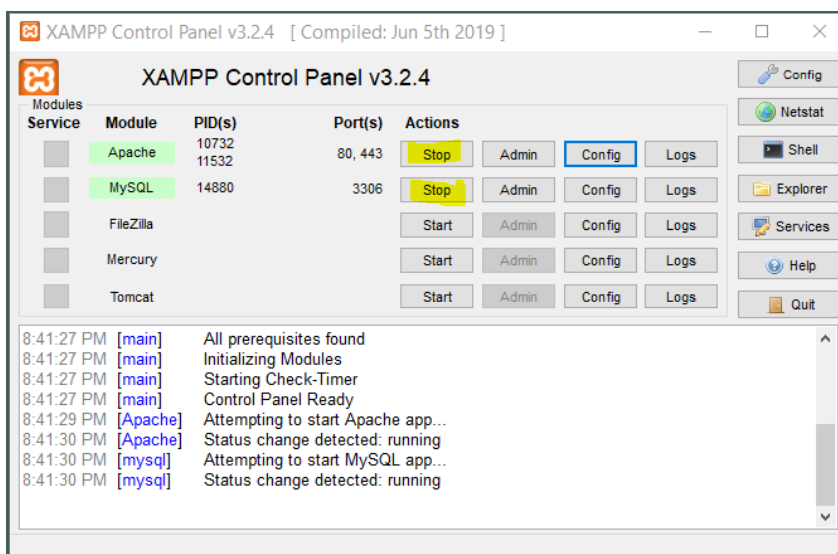 XAMPP Control Panel v3.2.4 [ Compiled: Jun 5th 2019 ]
XAMPP Control Panel v3.2.4
Config
Modules
Service Module PID(s) Port(s) Actions
Netstat
Apache 10732 11532 80, 443 Stop Admin Config Logs
Shell
MySQL 14880 3306 Stop Admin Config Logs
Explorer
FileZilla Start Admin Config Logs
Services
Mercury Start Admin Config Logs
Help
Tomcat Start Admin Config Logs
Quit
8:41:27 PM [main] All prerequisites found
8:41:27 PM [main] Initializing Modules
8:41:27 PM [main] Starting Check-Timer
8:41:27 PM [main] Control Panel Ready
8:41:29 PM [Apache] Attempting to start Apache app...
8:41:30 PM [Apache] Status change detected: running
8:41:30 PM [mysql] Attempting to start MySQL app...
8:41:30 PM [mysql] Status change detected: running